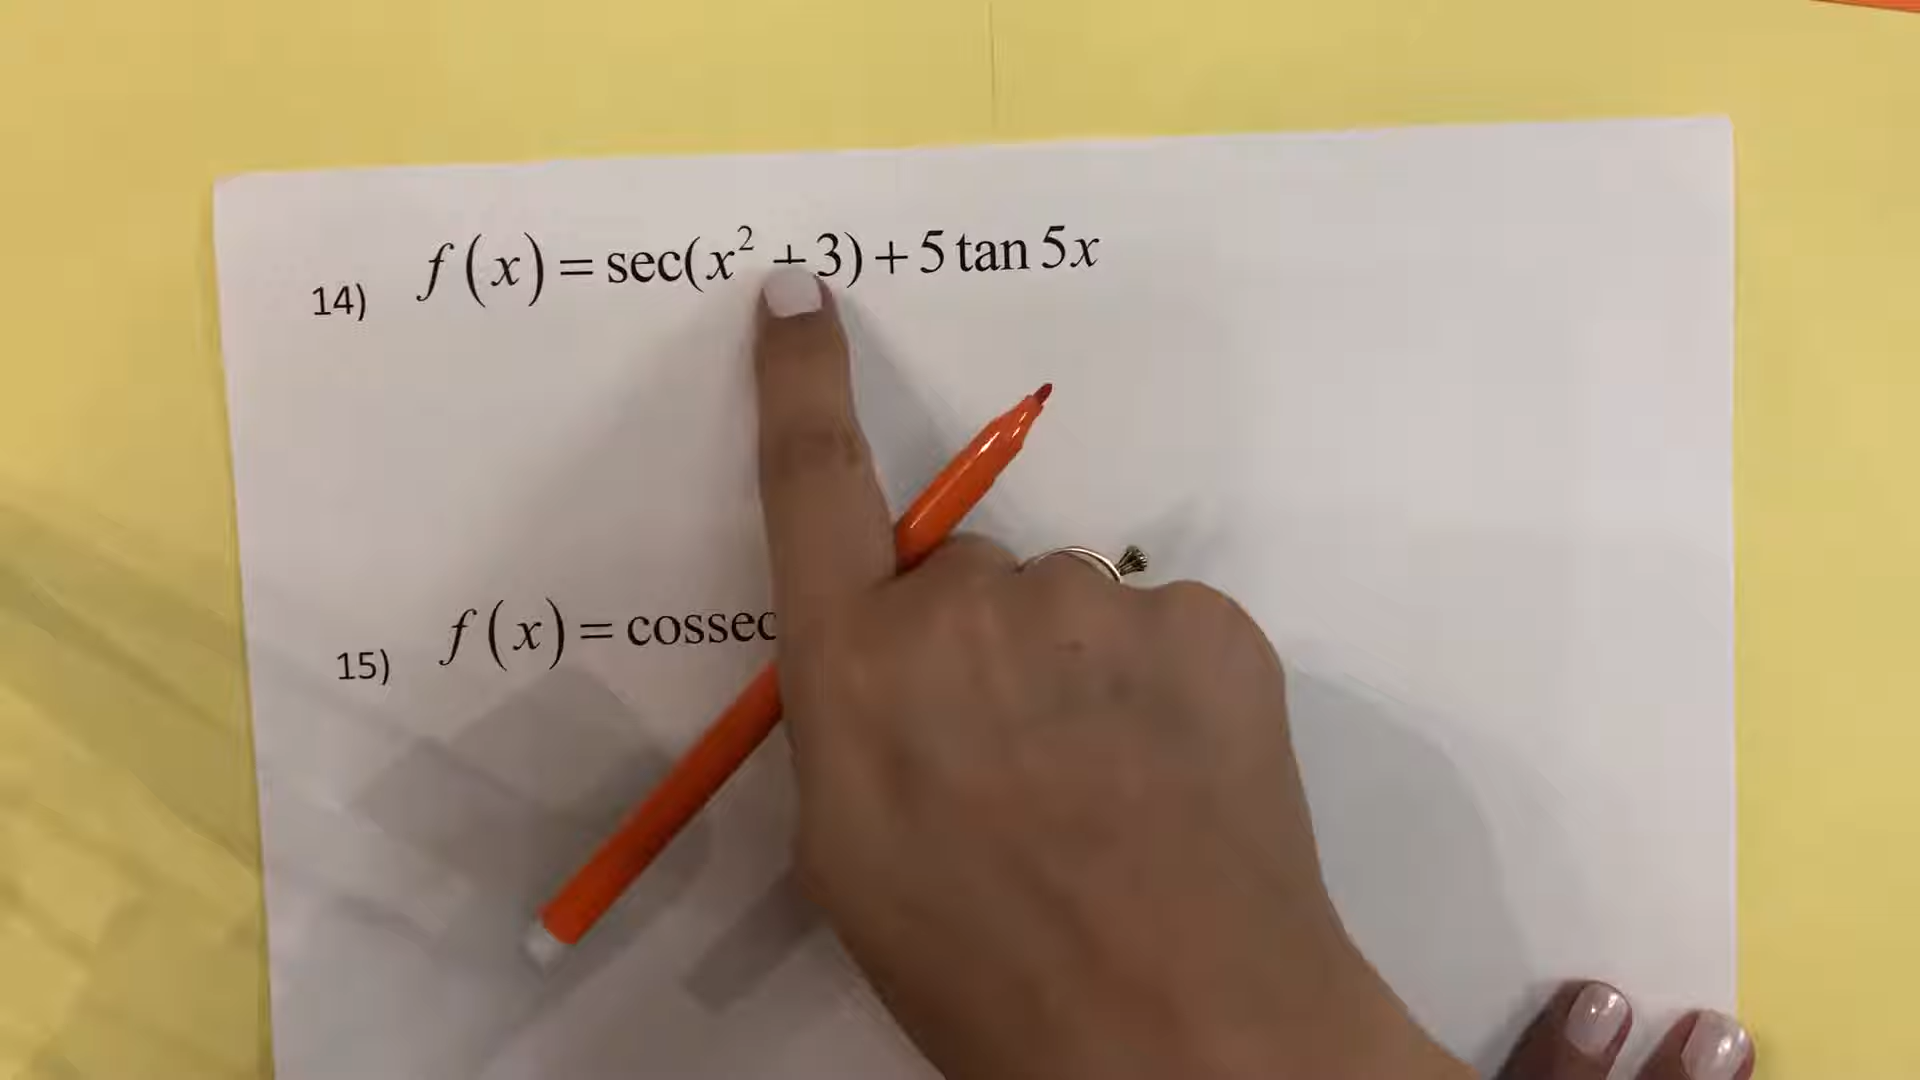 14) f(x) = sec(x² + 3) + 5 tan 5x
15) f(x) = cossec